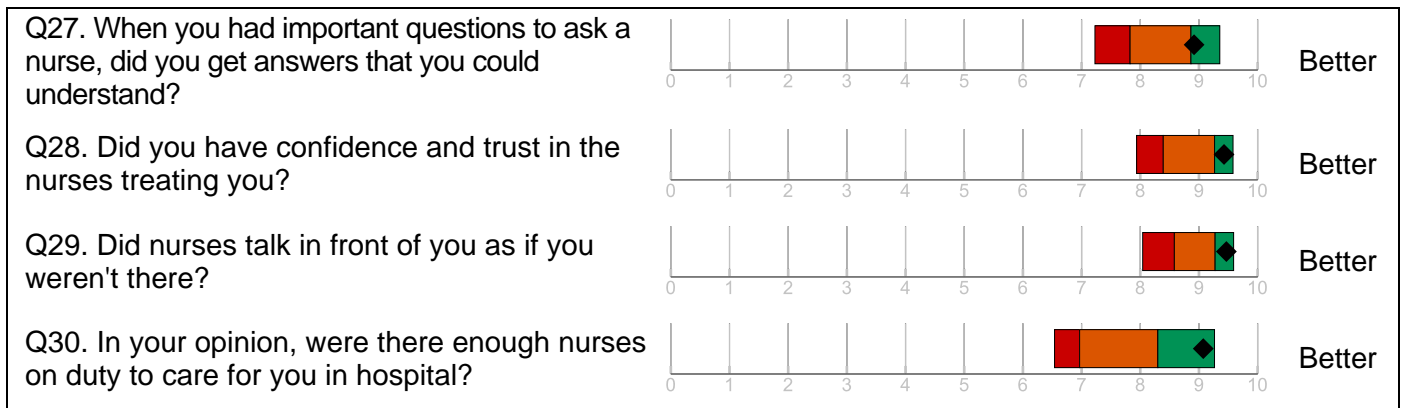 Q27. When you had important questions to ask a
nurse, did you get answers that you could
understand?
0 1 2 3 4 5 6 7 8 9 10
Better
Q28. Did you have confidence and trust in the
nurses treating you?
0 1 2 3 4 5 6 7 8 9 10
Better
Q29. Did nurses talk in front of you as if you
weren't there?
0 1 2 3 4 5 6 7 8 9 10
Better
Q30. In your opinion, were there enough nurses
on duty to care for you in hospital?
0 1 2 3 4 5 6 7 8 9 10
Better